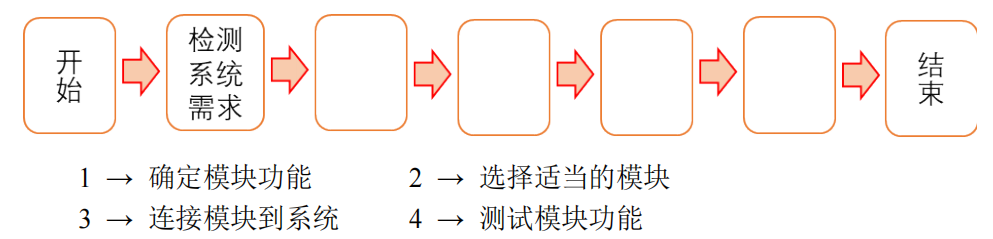 开始
检测系统需求
结束
1 → 确定模块功能 2 → 选择适当的模块
3 → 连接模块到系统 4 → 测试模块功能